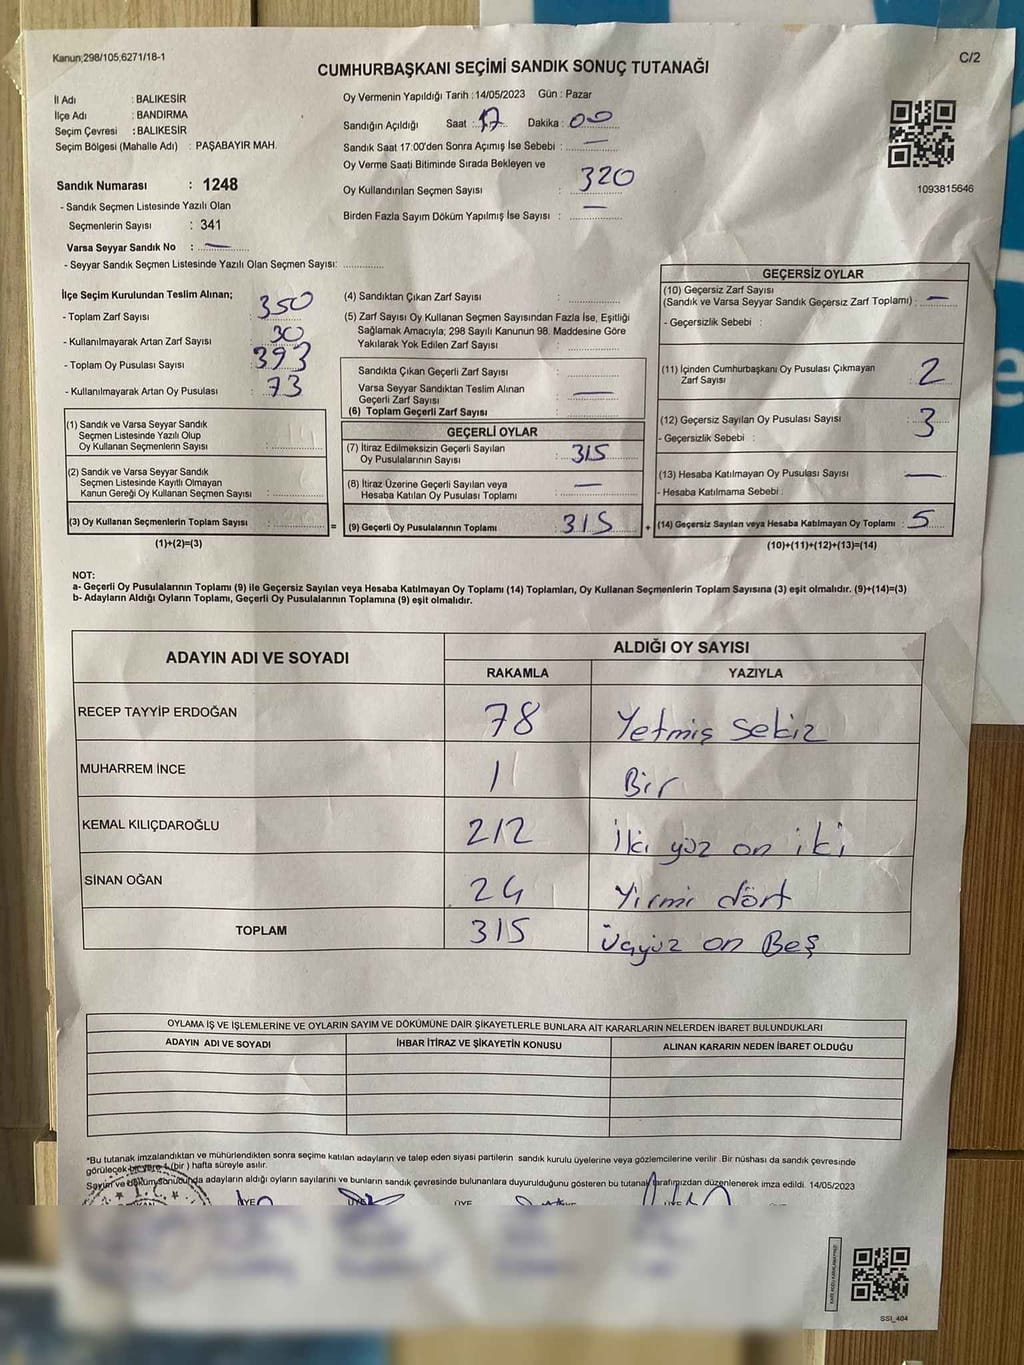 Kanun;298/105,6271/18-1
C/2
CUMHURBAŞKANI SEÇİMİ SANDIK SONUÇ TUTANAĞI
İl Adı : BALIKESİR
İlçe Adı : BANDIRMA
Seçim Çevresi : BALIKESİR
Seçim Bölgesi (Mahalle Adı) : PAŞABAYIR MAH.
Sandık Numarası : 1248
- Sandık Seçmen Listesinde Yazılı Olan
Seçmenlerin Sayısı : 341
Varsa Seyyar Sandık No : —
- Seyyar Sandık Seçmen Listesinde Yazılı Olan Seçmen Sayısı: ..............
Oy Vermenin Yapıldığı Tarih : 14/05/2023 Gün : Pazar
Sandığın Açıldığı Saat : 17 Dakika : 00
Sandık Saat 17.00'den Sonra Açımış İse Sebebi : —
Oy Verme Saati Bitiminde Sırada Bekleyen ve
Oy Kullandırılan Seçmen Sayısı : 320
Birden Fazla Sayım Döküm Yapılmış İse Sayısı : —
1093815646
İlçe Seçim Kurulundan Teslim Alınan;
- Toplam Zarf Sayısı : 350
- Kullanılmayarak Artan Zarf Sayısı : 30
- Toplam Oy Pusulası Sayısı : 393
- Kullanılmayarak Artan Oy Pusulası : 73
(1) Sandık ve Varsa Seyyar Sandık
Seçmen Listesinde Yazılı Olup
Oy Kullanan Seçmenlerin Sayısı :
(2) Sandık ve Varsa Seyyar Sandık
Seçmen Listesinde Kayıtlı Olmayan
Kanun Gereği Oy Kullanan Seçmen Sayısı :
(3) Oy Kullanan Seçmenlerin Toplam Sayısı : =
(1)+(2)=(3)
(4) Sandıktan Çıkan Zarf Sayısı :
(5) Zarf Sayısı Oy Kullanan Seçmen Sayısından Fazla İse, Eşitliği
Sağlamak Amacıyla; 298 Sayılı Kanunun 98. Maddesine Göre
Yakılarak Yok Edilen Zarf Sayısı :
Sandıkta Çıkan Geçerli Zarf Sayısı :
Varsa Seyyar Sandıktan Teslim Alınan
Geçerli Zarf Sayısı : —
(6) Toplam Geçerli Zarf Sayısı :
GEÇERLİ OYLAR
(7) İtiraz Edilmeksizin Geçerli Sayılan
Oy Pusulalarının Sayısı : 315
(8) İtiraz Üzerine Geçerli Sayılan veya
Hesaba Katılan Oy Pusulası Toplamı : —
(9) Geçerli Oy Pusulalarının Toplamı : 315 +
GEÇERSİZ OYLAR
(10) Geçersiz Zarf Sayısı
(Sandık ve Varsa Seyyar Sandık Geçersiz Zarf Toplamı) : —
- Geçersizlik Sebebi :
(11) İçinden Cumhurbaşkanı Oy Pusulası Çıkmayan
Zarf Sayısı : 2
(12) Geçersiz Sayılan Oy Pusulası Sayısı : 3
- Geçersizlik Sebebi :
(13) Hesaba Katılmayan Oy Pusulası Sayısı : —
- Hesaba Katılmama Sebebi :
(14) Geçersiz Sayılan veya Hesaba Katılmayan Oy Toplamı : 5
(10)+(11)+(12)+(13)=(14)
NOT:
a- Geçerli Oy Pusulalarının Toplamı (9) ile Geçersiz Sayılan veya Hesaba Katılmayan Oy Toplamı (14) Toplamları, Oy Kullanan Seçmenlerin Toplam Sayısına (3) eşit olmalıdır. (9)+(14)=(3)
b- Adayların Aldığı Oyların Toplamı, Geçerli Oy Pusulalarının Toplamına (9) eşit olmalıdır.
ADAYIN ADI VE SOYADI ALDIĞI OY SAYISI
RAKAMLA YAZIYLA
RECEP TAYYİP ERDOĞAN 78 Yetmiş sekiz
MUHARREM İNCE 1 Bir
KEMAL KILIÇDAROĞLU 212 İki yüz on iki
SİNAN OĞAN 24 Yirmi dört
TOPLAM 315 Üçyüz on Beş
OYLAMA İŞ VE İŞLEMLERİNE VE OYLARIN SAYIM VE DÖKÜMÜNE DAİR ŞİKAYETLERLE BUNLARA AİT KARARLARIN NELERDEN İBARET BULUNDUKLARI
ADAYIN ADI VE SOYADI İHBAR İTİRAZ VE ŞİKAYETİN KONUSU ALINAN KARARIN NEDEN İBARET OLDUĞU
*Bu tutanak imzalandıktan ve mühürlendikten sonra seçime katılan adayların ve talep eden siyasi partilerin sandık kurulu üyelerine veya gözlemcilerine verilir .Bir nüshası da sandık çevresinde
görülecek bir yere 1 (bir ) hafta süreyle asılır.
Sayım ve döküm sonucunda adayların aldığı oyların sayılarını ve bunların sandık çevresinde bulunanlara duyurulduğunu gösteren bu tutanak tarafımızdan düzenlenerek imza edildi. 14/05/2023
ÜYE ÜYE ÜYE
SSI_404